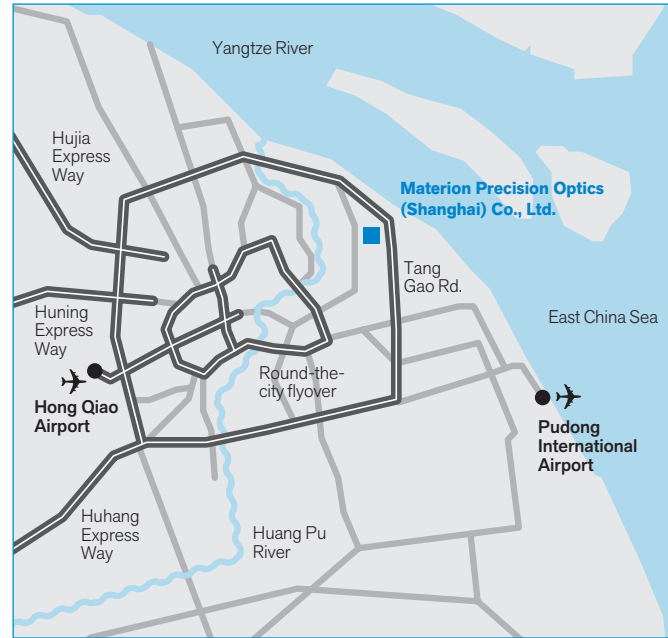 Yangtze River
Hujia
Express
Way
Materion Precision Optics
(Shanghai) Co., Ltd.
Tang
Gao Rd.
East China Sea
Huning
Express
Way
Round-the-
city flyover
Hong Qiao
Airport
Pudong
International
Airport
Huhang
Express
Way
Huang Pu
River